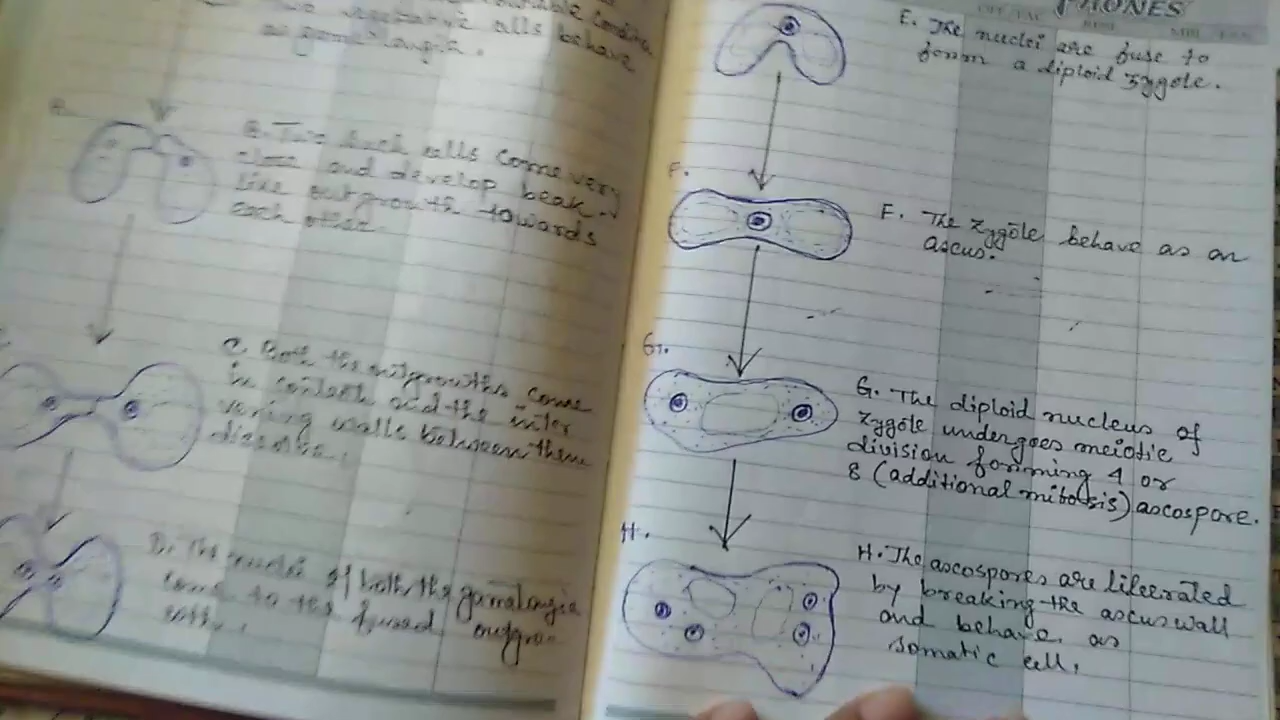 alls behave
as gametangia.
B. Two such cells come very
close and develop beak.
like outgrowth towards
each other.
C. Both the outgrowths come
in contact and the inter
vening walls between them
dissolve.
D. The nuclei of both the gametangia
come to the fused outgro-
wth.
PHONES
E. The nuclei are fuse to
form a diploid zygote.
F.
F. The zygote behave as an
ascus.
G.
G. The diploid nucleus of
zygote undergoes meiotic
division forming 4 or
8 (additional mitosis) ascospore.
H.
H. The ascospores are liberated
by breaking the ascus wall
and behave as
somatic cell.